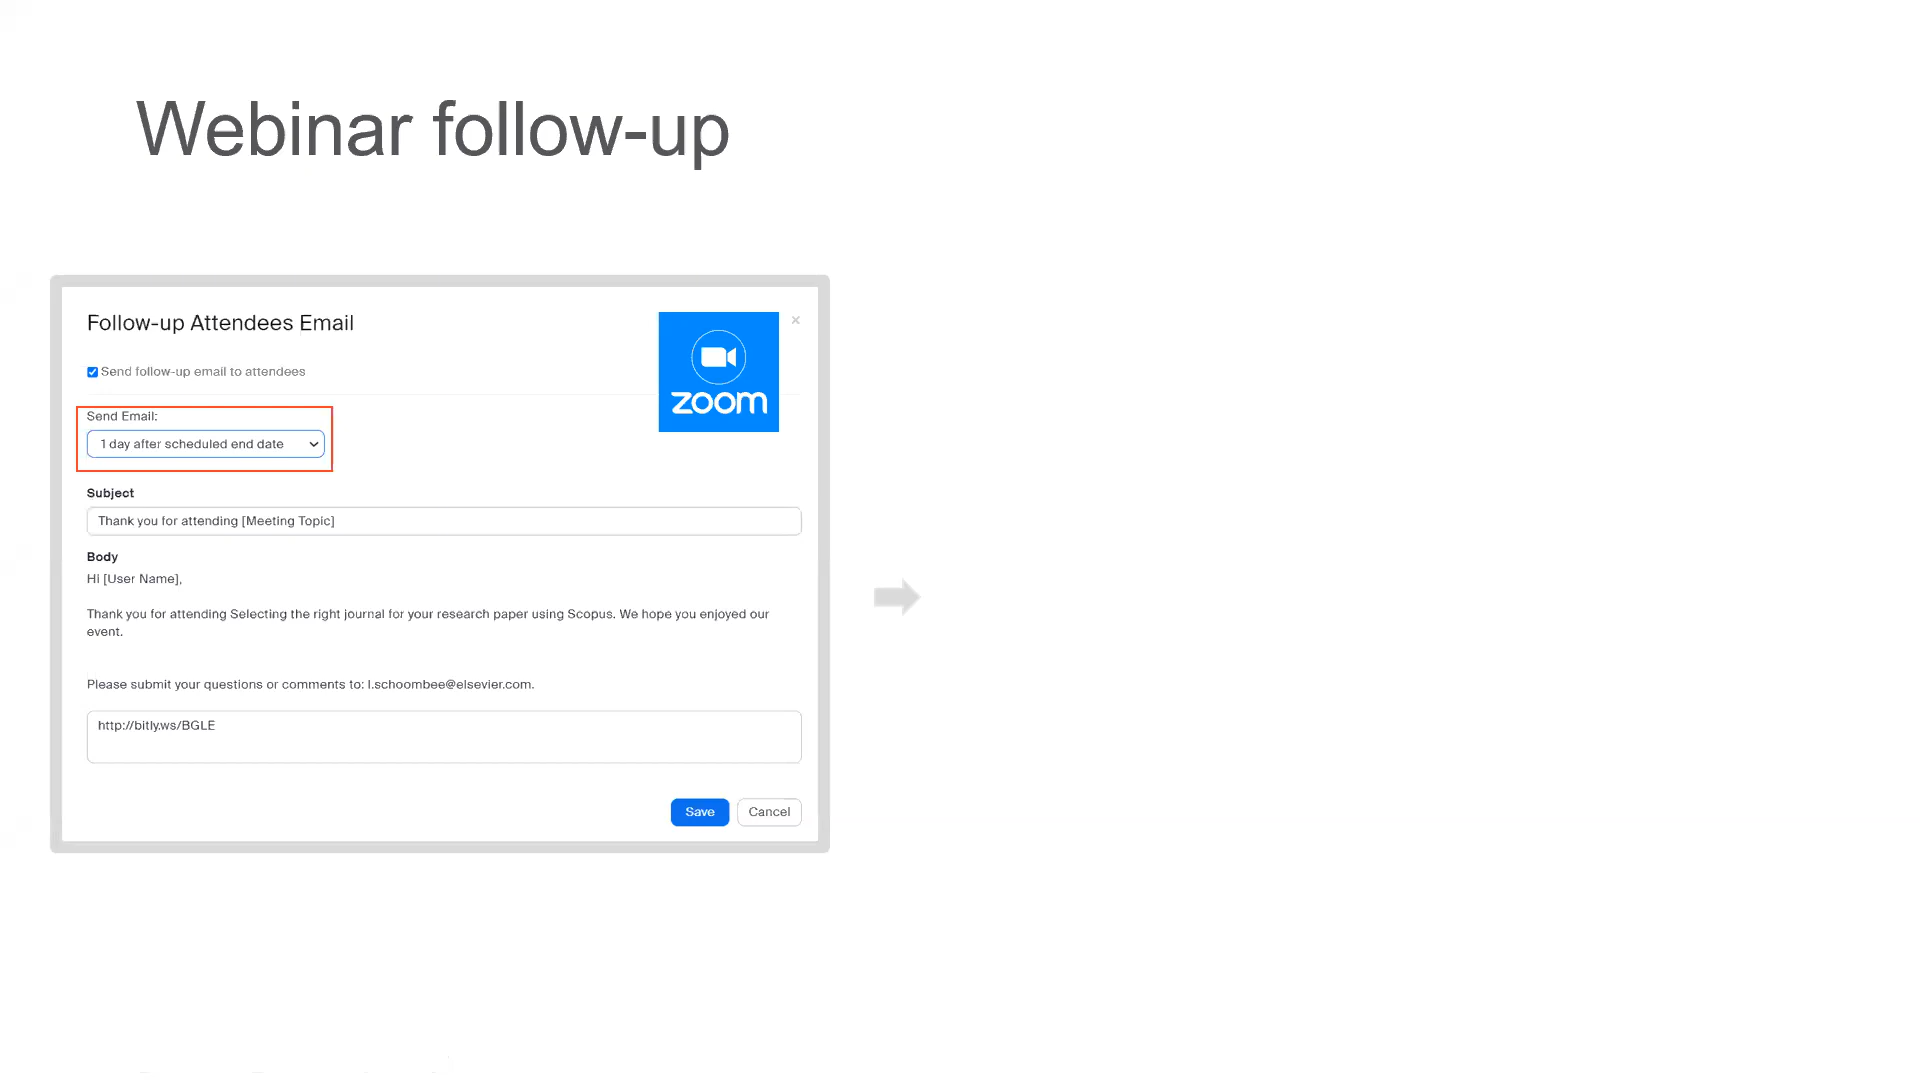 Webinar follow-up
Follow-up Attendees Email
×
zoom
Send follow-up email to attendees
Send Email:
1 day after scheduled end date
Subject
Thank you for attending [Meeting Topic]
Body
Hi [User Name],
Thank you for attending Selecting the right journal for your research paper using Scopus. We hope you enjoyed our
event.
Please submit your questions or comments to: l.schoombee@elsevier.com.
http://bitly.ws/BGLE
Save
Cancel